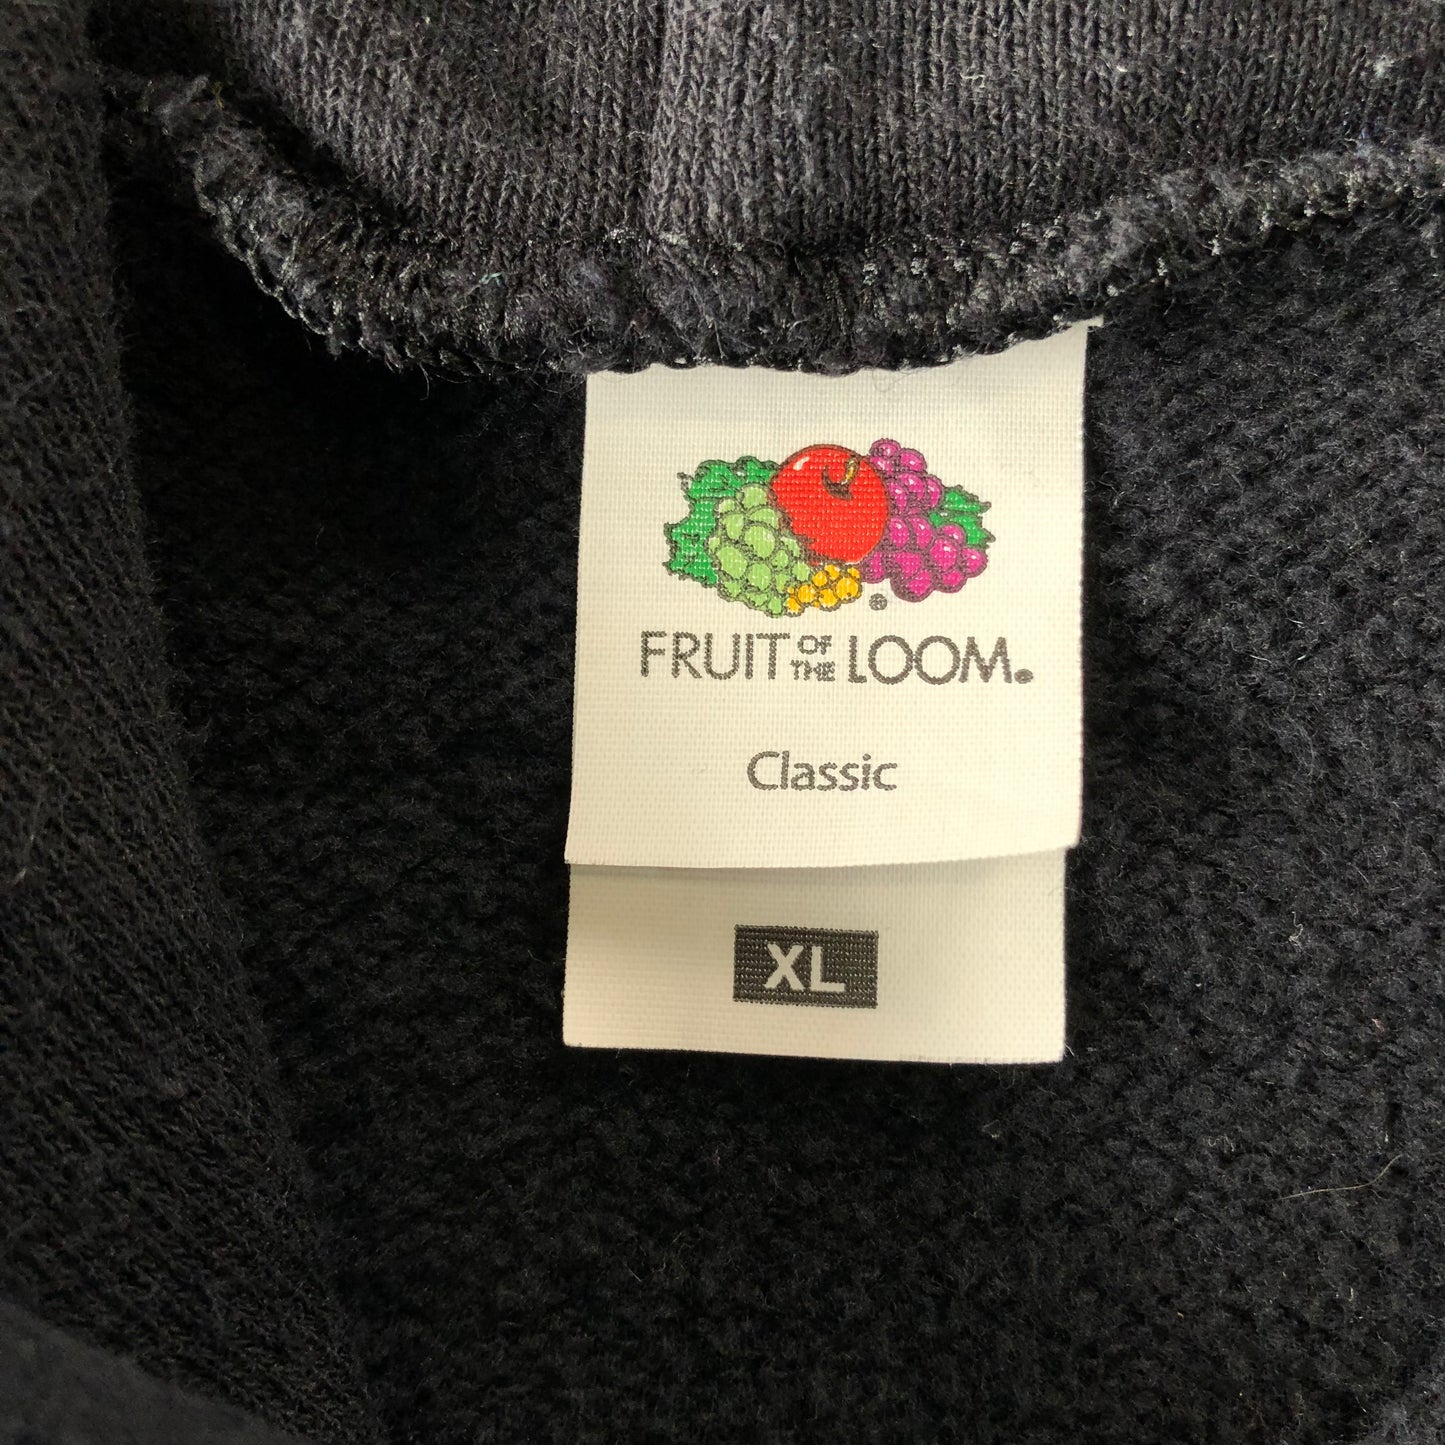 ®
FRUIT OF THE LOOM®
Classic
XL